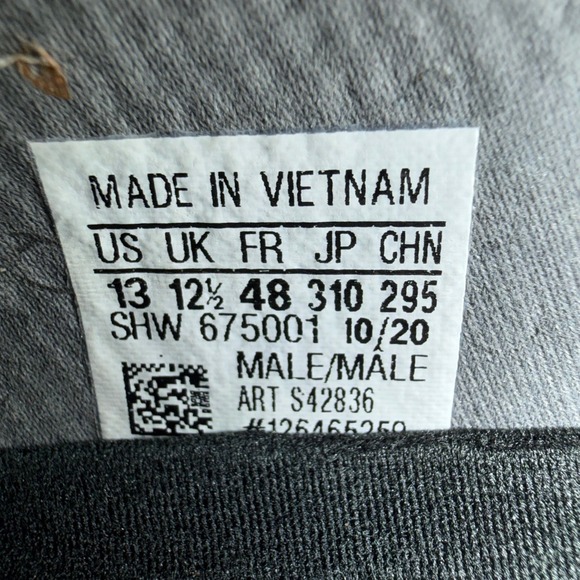 MADE IN VIETNAM
US UK FR JP CHN
13 12½ 48 310 295
SHW 675001 10/20
MALE/MÂLE
ART S42836
#126465259